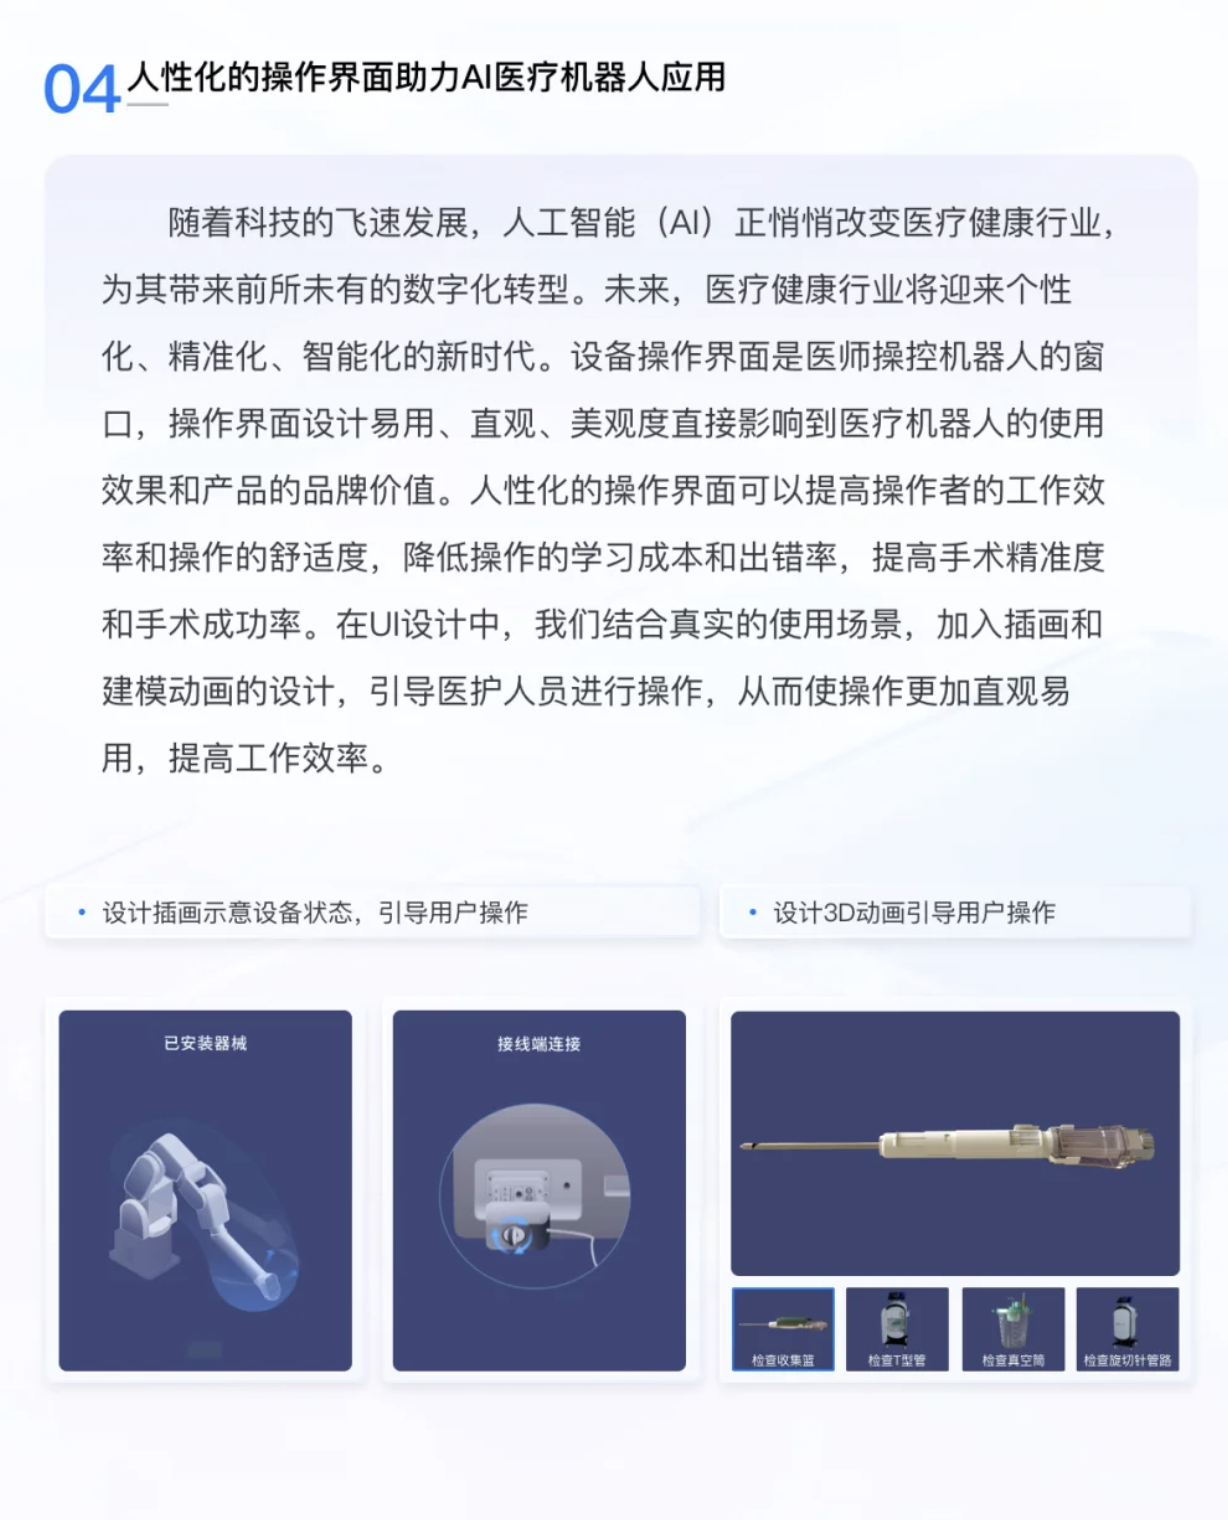 04 人性化的操作界面助力AI医疗机器人应用
随着科技的飞速发展，人工智能（AI）正悄悄改变医疗健康行业，
为其带来前所未有的数字化转型。未来，医疗健康行业将迎来个性
化、精准化、智能化的新时代。设备操作界面是医师操控机器人的窗
口，操作界面设计易用、直观、美观度直接影响到医疗机器人的使用
效果和产品的品牌价值。人性化的操作界面可以提高操作者的工作效
率和操作的舒适度，降低操作的学习成本和出错率，提高手术精准度
和手术成功率。在UI设计中，我们结合真实的使用场景，加入插画和
建模动画的设计，引导医护人员进行操作，从而使操作更加直观易
用，提高工作效率。
• 设计插画示意设备状态，引导用户操作
• 设计3D动画引导用户操作
已安装器械
接线端连接
检查收集篮
检查T型管
检查真空筒
检查旋切针管路